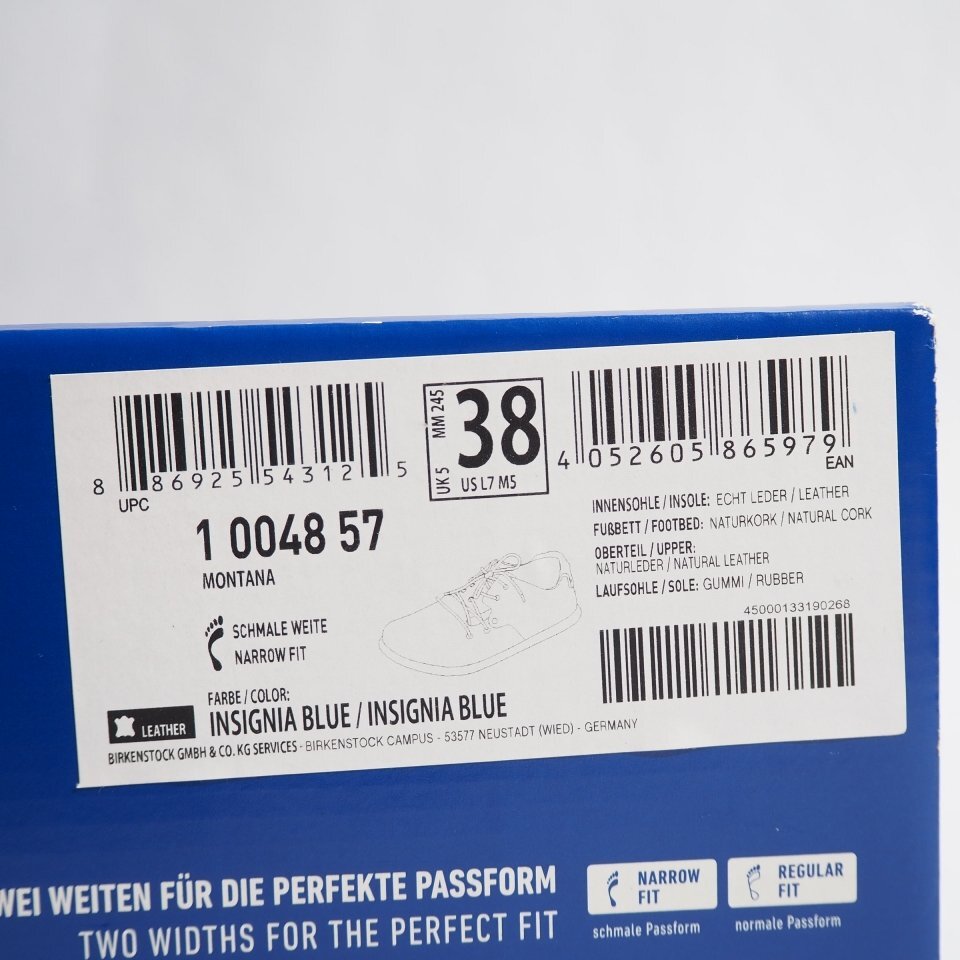 8 86925 54312 5
UPC
MM 245
UK 5
38
US L7 M5
4 052605 865979
EAN
1 0048 57
MONTANA
SCHMALE WEITE
NARROW FIT
INNENSOHLE / INSOLE: ECHT LEDER / LEATHER
FUßBETT / FOOTBED: NATURKORK / NATURAL CORK
OBERTEIL / UPPER:
NATURLEDER / NATURAL LEATHER
LAUFSOHLE / SOLE: GUMMI / RUBBER
45000133190268
FARBE / COLOR:
INSIGNIA BLUE / INSIGNIA BLUE
LEATHER
BIRKENSTOCK GMBH & CO. KG SERVICES - BIRKENSTOCK CAMPUS - 53577 NEUSTADT (WIED) - GERMANY
WEI WEITEN FÜR DIE PERFEKTE PASSFORM
TWO WIDTHS FOR THE PERFECT FIT
NARROW
FIT
schmale Passform
REGULAR
FIT
normale Passform